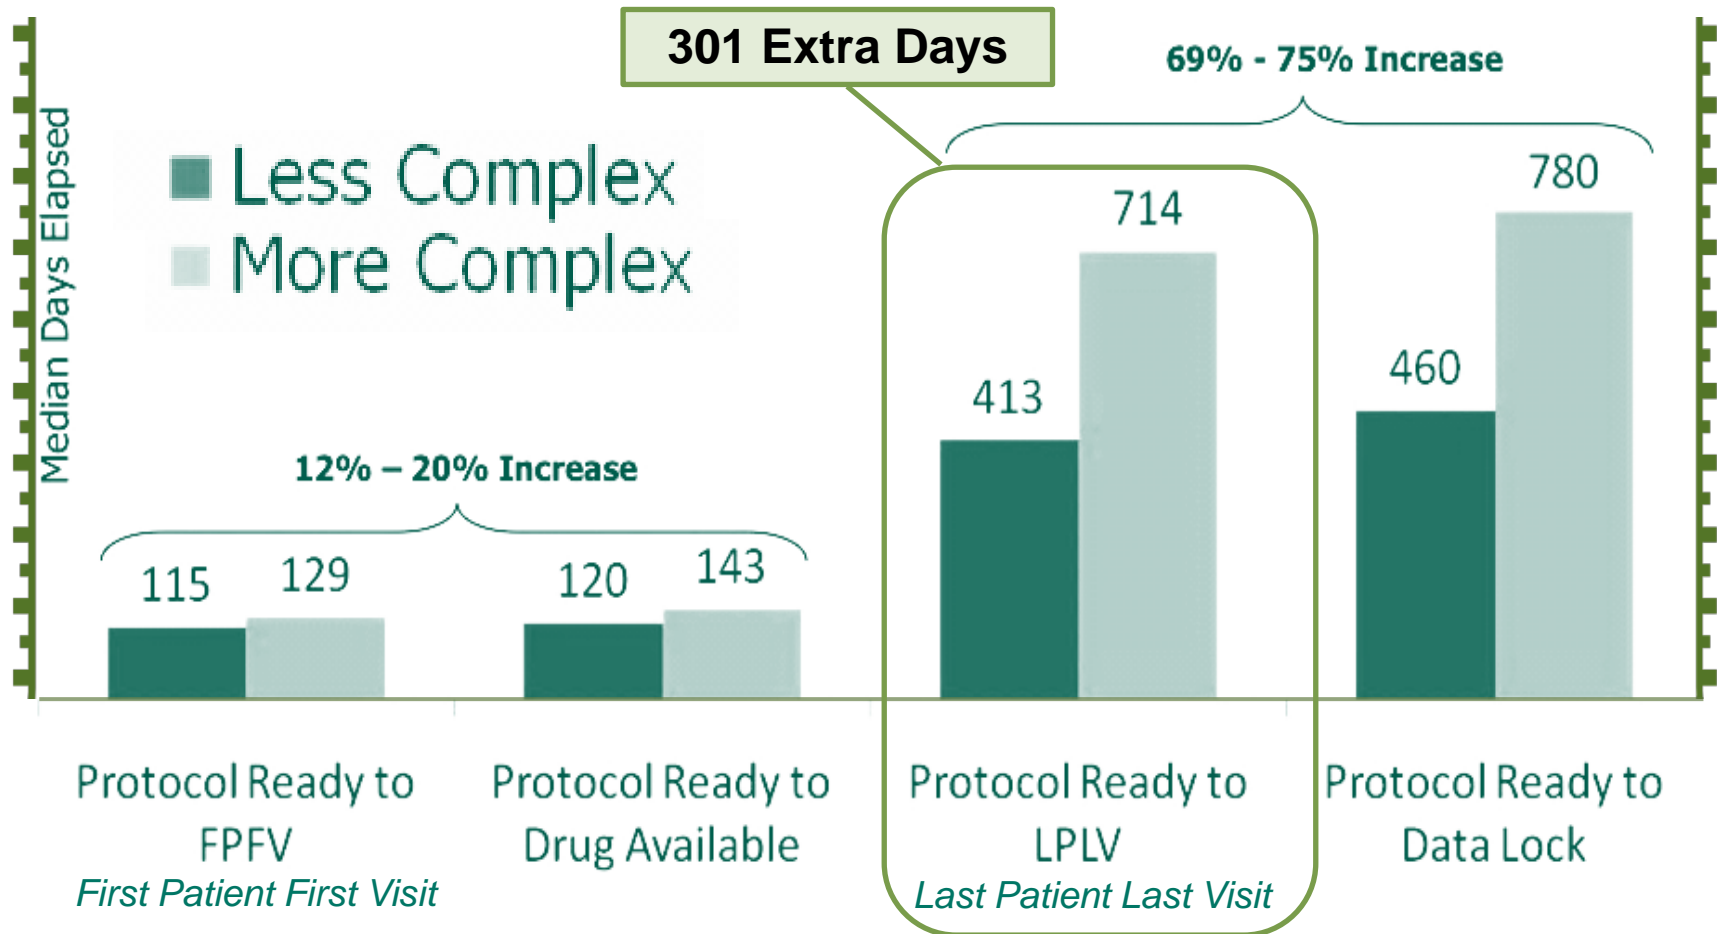 301 Extra Days
69% - 75% Increase
Median Days Elapsed
Less Complex
More Complex
12% – 20% Increase
115
129
120
143
413
714
460
780
Protocol Ready to
FPFV
First Patient First Visit
Protocol Ready to
Drug Available
Protocol Ready to
LPLV
Last Patient Last Visit
Protocol Ready to
Data Lock